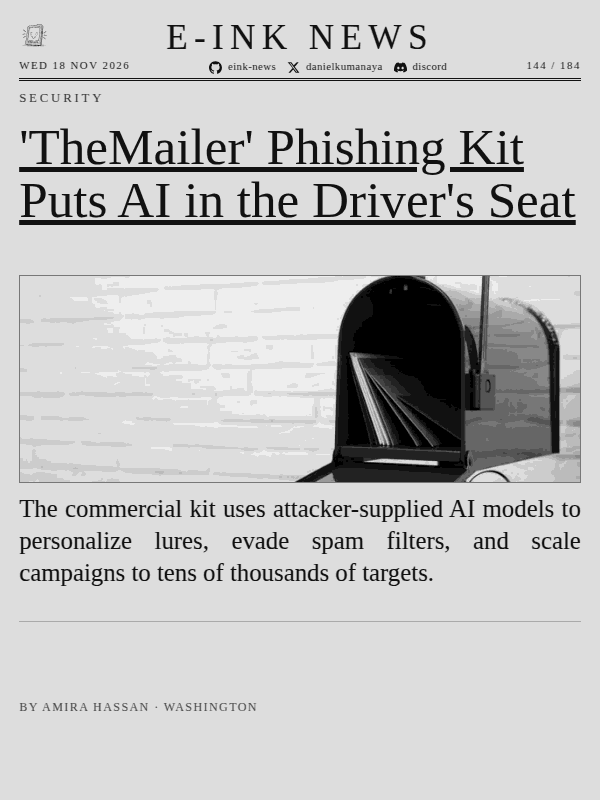 E-INK NEWS
WED 18 NOV 2026
eink-news
danielkumanaya
discord
144 / 184
SECURITY
'TheMailer' Phishing Kit
Puts AI in the Driver's Seat
The commercial kit uses attacker-supplied AI models to
personalize lures, evade spam filters, and scale
campaigns to tens of thousands of targets.
BY AMIRA HASSAN · WASHINGTON